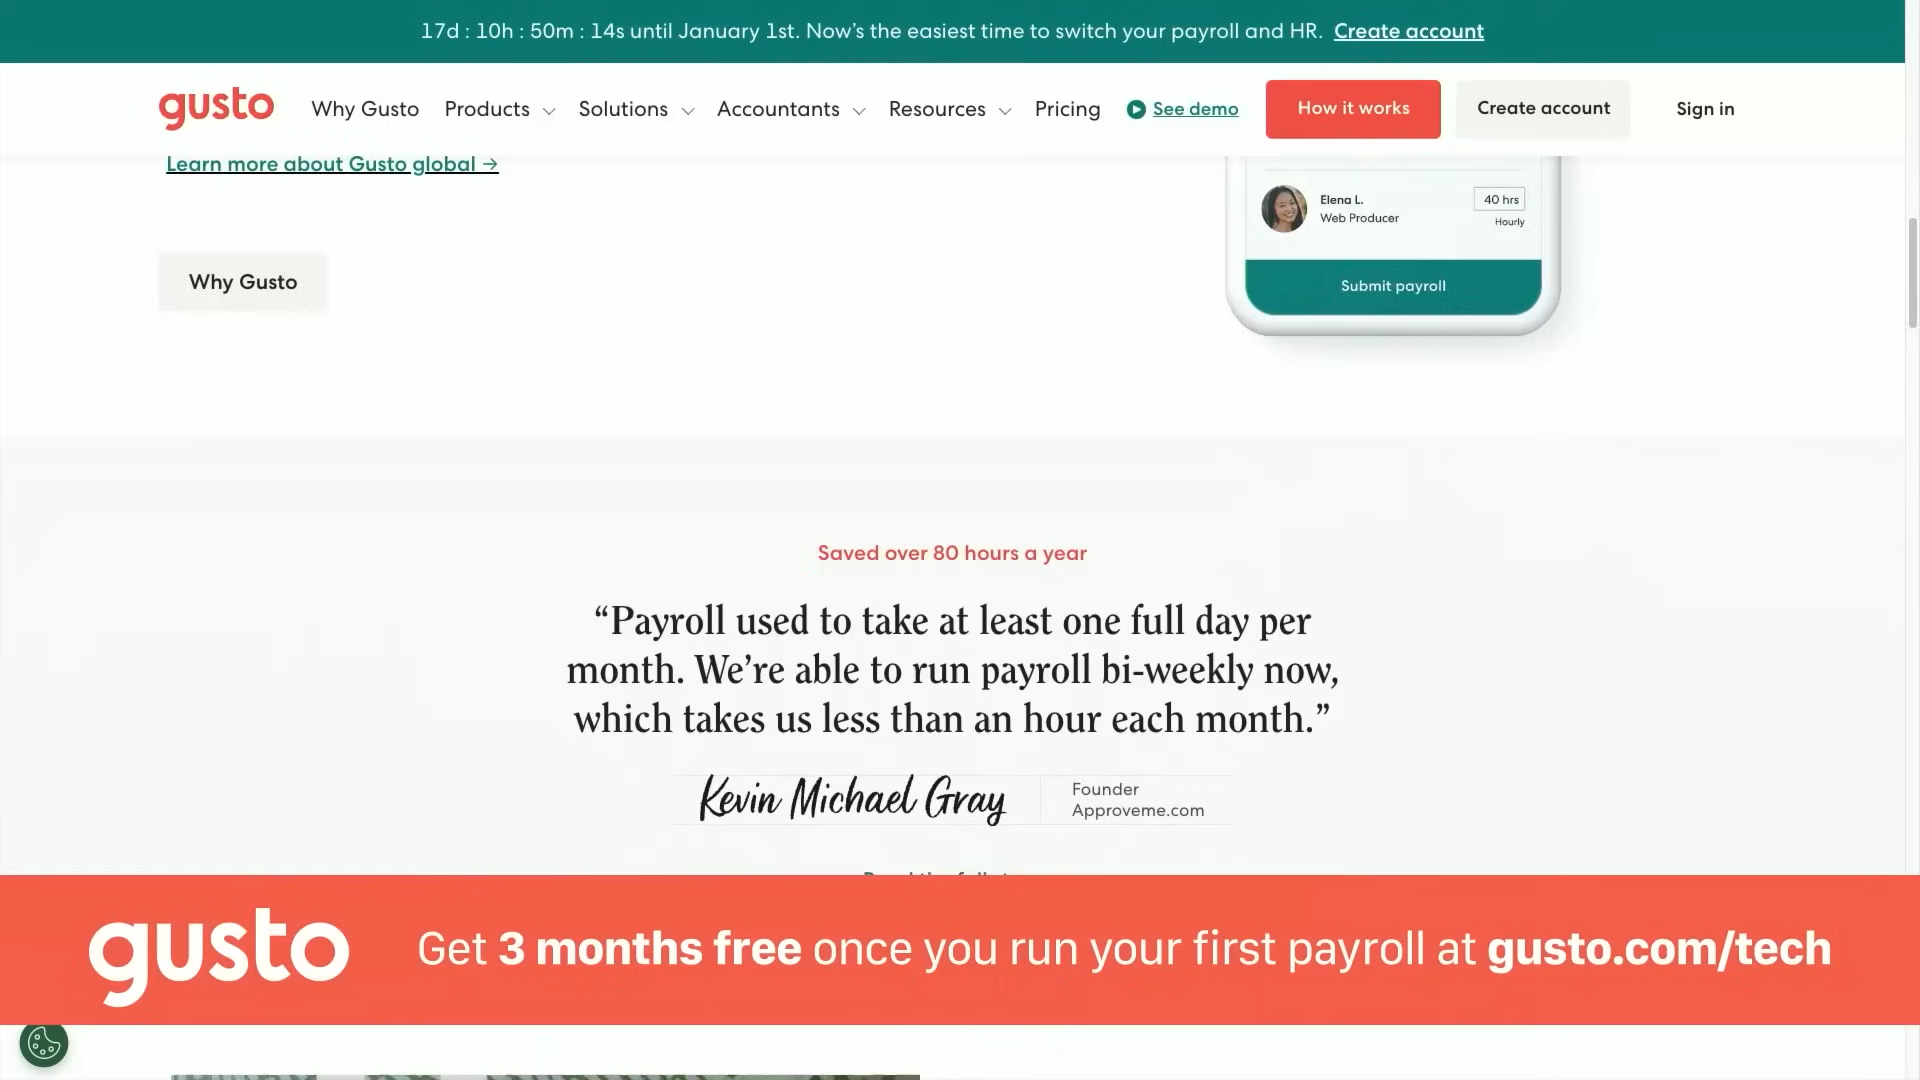 17d : 10h : 50m : 14s until January 1st. Now’s the easiest time to switch your payroll and HR. Create account
gusto Why Gusto Products Solutions Accountants Resources Pricing See demo How it works Create account Sign in
Learn more about Gusto global →
Elena L.
Web Producer
40 hrs
Hourly
Why Gusto
Submit payroll
Saved over 80 hours a year
“Payroll used to take at least one full day per
month. We’re able to run payroll bi-weekly now,
which takes us less than an hour each month.”
Kevin Michael Gray
Founder
Approveme.com
gusto Get 3 months free once you run your first payroll at gusto.com/tech